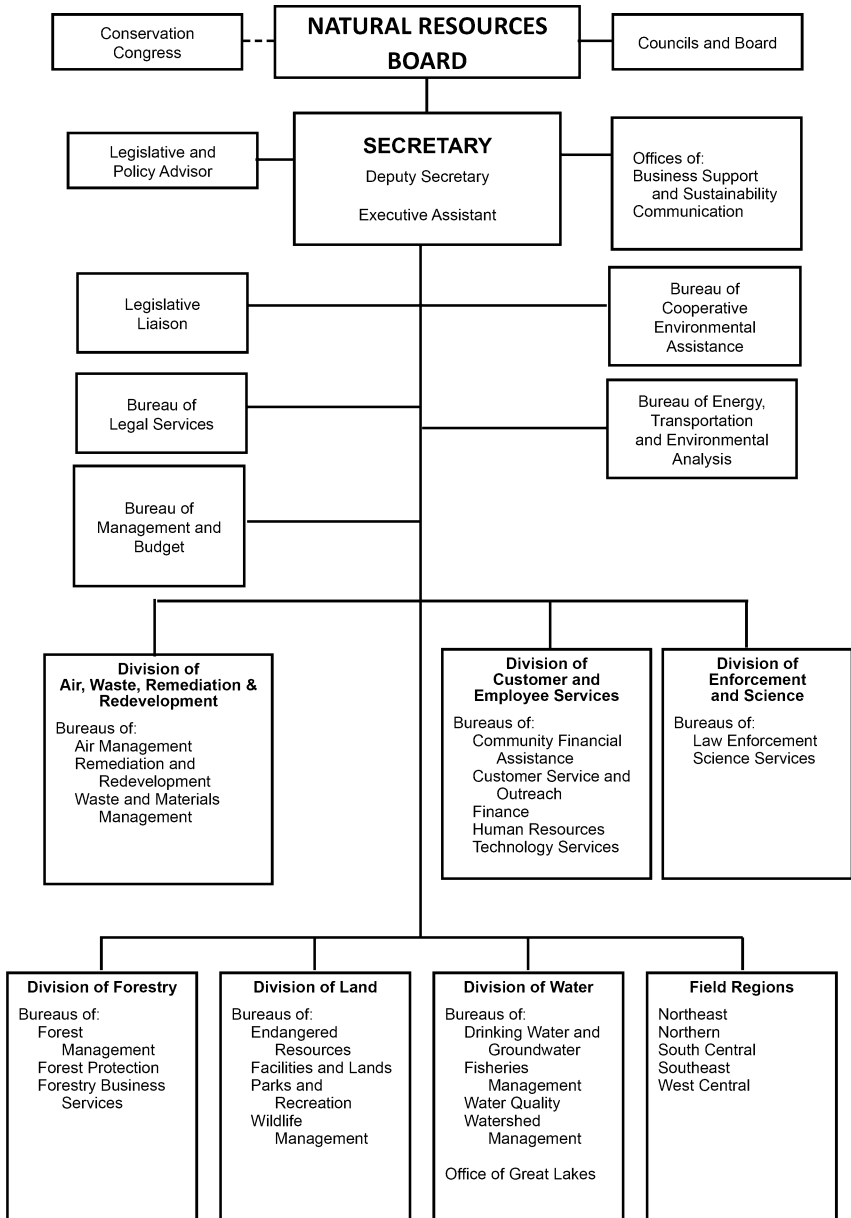 Conservation
Congress
NATURAL RESOURCES
BOARD
Councils and Board
Legislative and
Policy Advisor
SECRETARY
Deputy Secretary
Executive Assistant
Offices of:
Business Support
and Sustainability
Communication
Legislative
Liaison
Bureau of
Cooperative
Environmental
Assistance
Bureau of
Legal Services
Bureau of Energy,
Transportation
and Environmental
Analysis
Bureau of
Management and
Budget
Division of
Air, Waste, Remediation &
Redevelopment
Bureaus of:
Air Management
Remediation and
Redevelopment
Waste and Materials
Management
Division of
Customer and
Employee Services
Bureaus of:
Community Financial
Assistance
Customer Service and
Outreach
Finance
Human Resources
Technology Services
Division of
Enforcement
and Science
Bureaus of:
Law Enforcement
Science Services
Division of Forestry
Bureaus of:
Forest
Management
Forest Protection
Forestry Business
Services
Division of Land
Bureaus of:
Endangered
Resources
Facilities and Lands
Parks and
Recreation
Wildlife
Management
Division of Water
Bureaus of:
Drinking Water and
Groundwater
Fisheries
Management
Water Quality
Watershed
Management
Office of Great Lakes
Field Regions
Northeast
Northern
South Central
Southeast
West Central